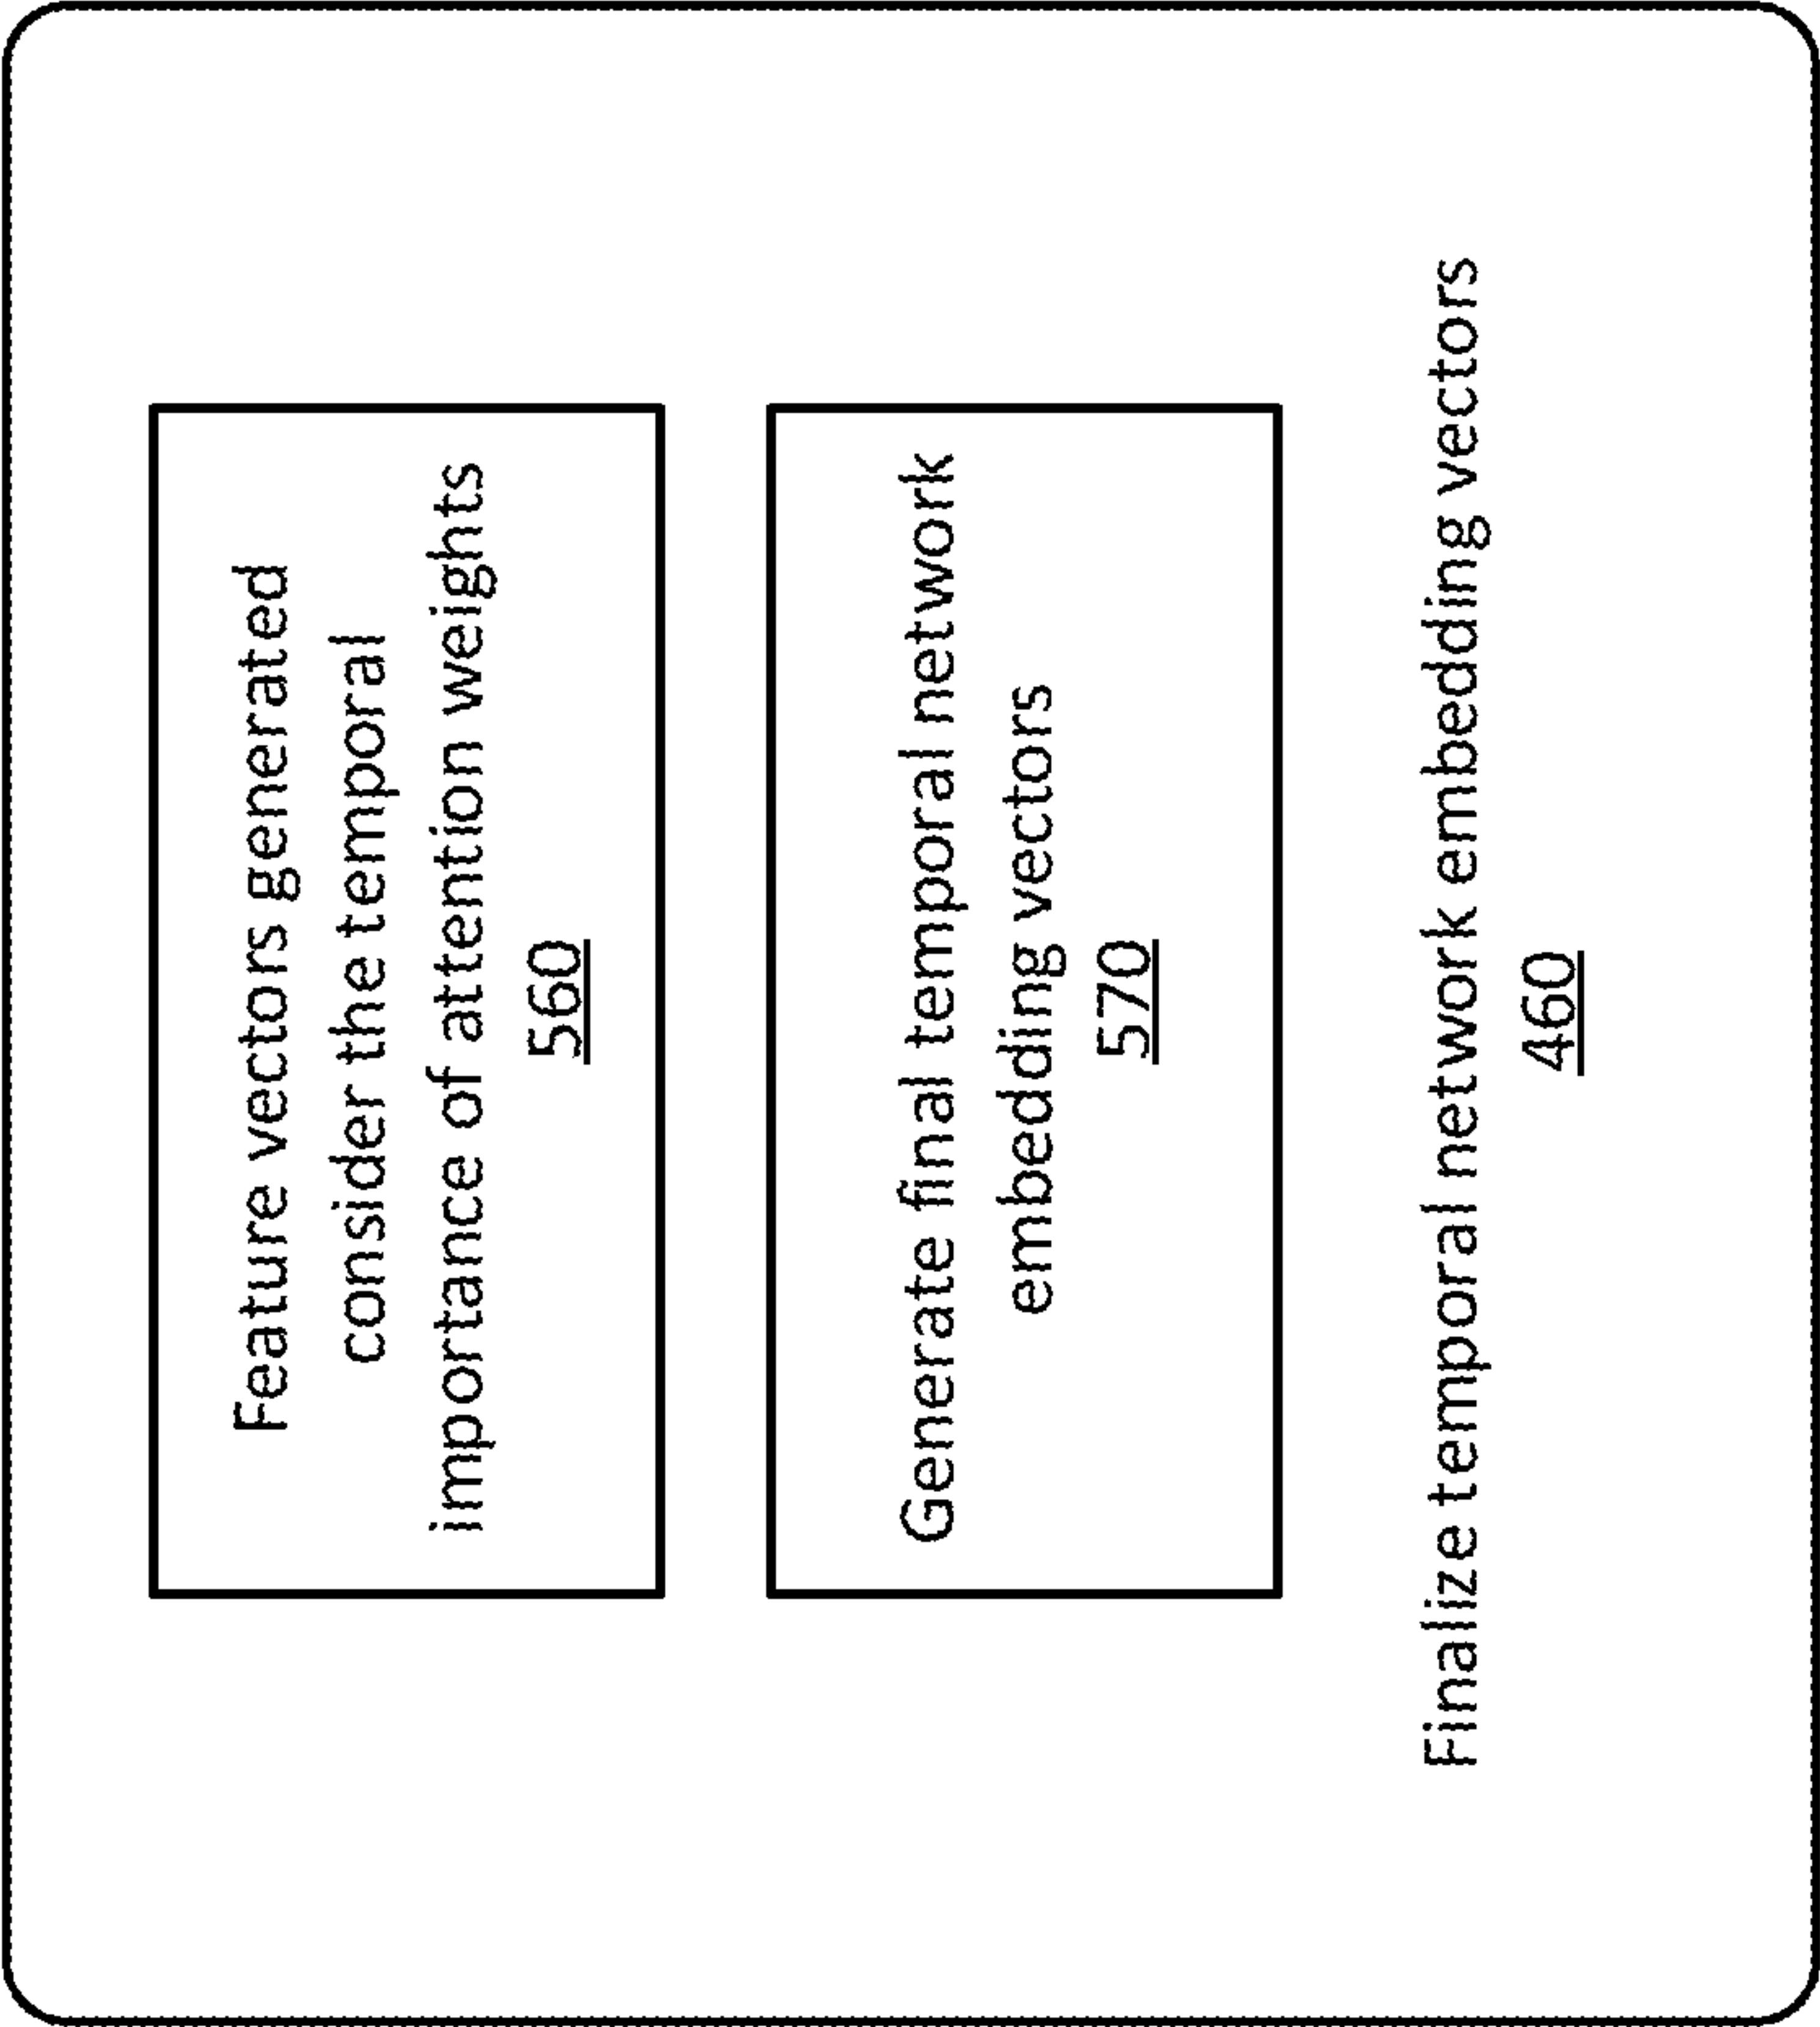 Feature vectors generated
consider the temporal
importance of attention weights
560
Generate final temporal network
embedding vectors
570
Finalize temporal network embedding vectors
460